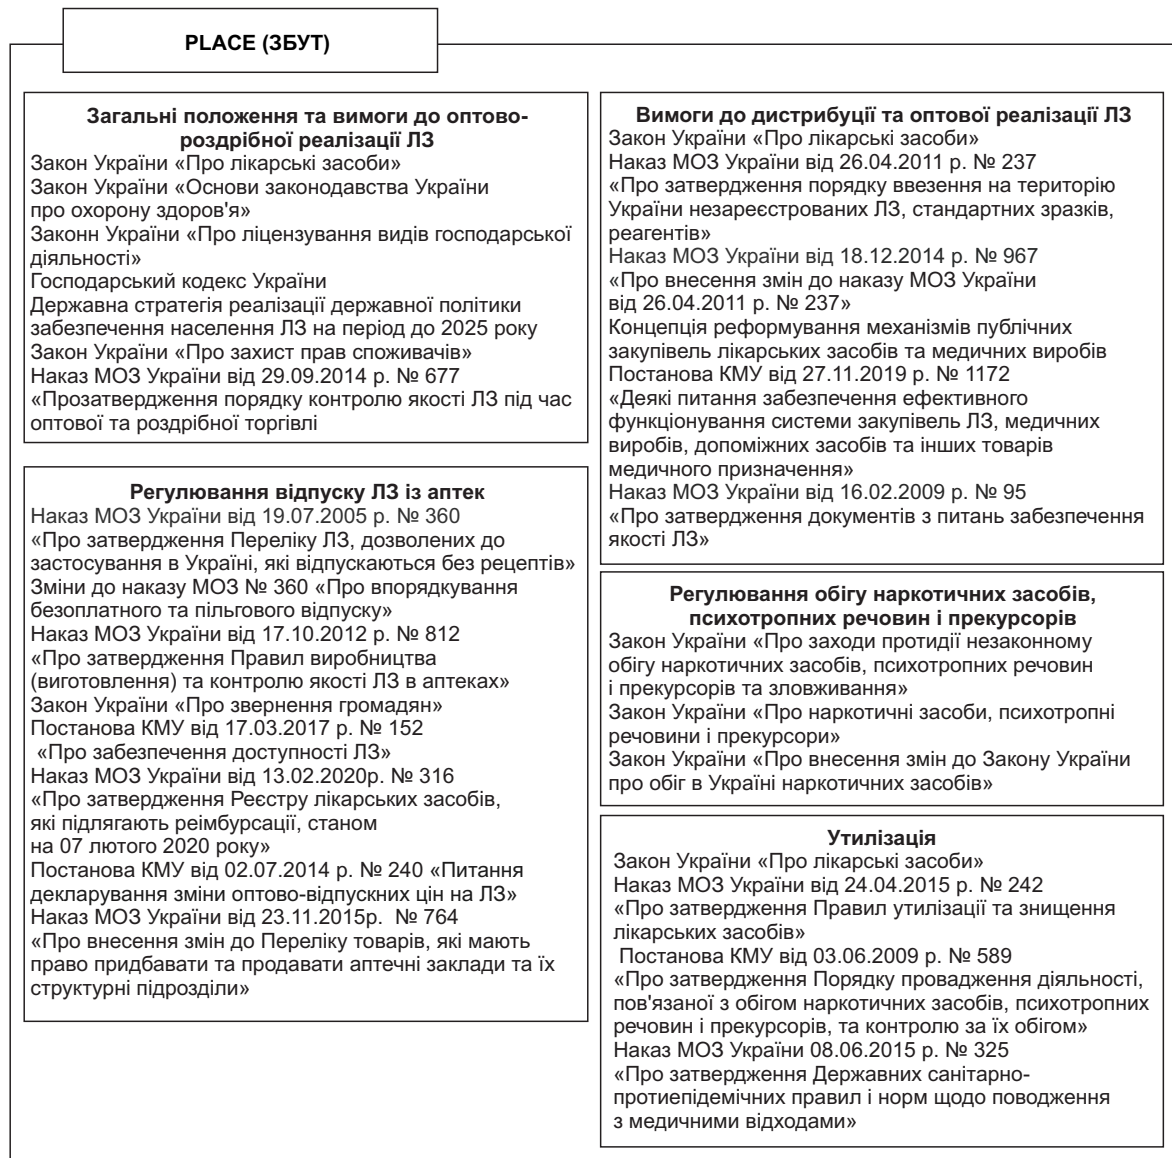 PLACE (ЗБУТ)
Загальні положення та вимоги до оптово-
роздрібної реалізації ЛЗ
Закон України «Про лікарські засоби»
Закон України «Основи законодавства України
про охорону здоров'я»
Законн України «Про ліцензування видів господарської
діяльності»
Господарський кодекс України
Державна стратегія реалізації державної політики
забезпечення населення ЛЗ на період до 2025 року
Закон України «Про захист прав споживачів»
Наказ МОЗ України від 29.09.2014 р. № 677
«Прозатвердження порядку контролю якості ЛЗ під час
оптової та роздрібної торгівлі
Регулювання відпуску ЛЗ із аптек
Наказ МОЗ України від 19.07.2005 р. № 360
«Про затвердження Переліку ЛЗ, дозволених до
застосування в Україні, які відпускаються без рецептів»
Зміни до наказу МОЗ № 360 «Про впорядкування
безоплатного та пільгового відпуску»
Наказ МОЗ України від 17.10.2012 р. № 812
«Про затвердження Правил виробництва
(виготовлення) та контролю якості ЛЗ в аптеках»
Закон України «Про звернення громадян»
Постанова КМУ від 17.03.2017 р. № 152
«Про забезпечення доступності ЛЗ»
Наказ МОЗ України від 13.02.2020р. № 316
«Про затвердження Реєстру лікарських засобів,
які підлягають реімбурсації, станом
на 07 лютого 2020 року»
Постанова КМУ від 02.07.2014 р. № 240 «Питання
декларування зміни оптово-відпускних цін на ЛЗ»
Наказ МОЗ України від 23.11.2015р. № 764
«Про внесення змін до Переліку товарів, які мають
право придбавати та продавати аптечні заклади та їх
структурні підрозділи»
Вимоги до дистрибуції та оптової реалізації ЛЗ
Закон України «Про лікарські засоби»
Наказ МОЗ України від 26.04.2011 р. № 237
«Про затвердження порядку ввезення на територію
України незареєстрованих ЛЗ, стандартних зразків,
реагентів»
Наказ МОЗ України від 18.12.2014 р. № 967
«Про внесення змін до наказу МОЗ України
від 26.04.2011 р. № 237»
Концепція реформування механізмів публічних
закупівель лікарських засобів та медичних виробів
Постанова КМУ від 27.11.2019 р. № 1172
«Деякі питання забезпечення ефективного
функціонування системи закупівель ЛЗ, медичних
виробів, допоміжних засобів та інших товарів
медичного призначення»
Наказ МОЗ України від 16.02.2009 р. № 95
«Про затвердження документів з питань забезпечення
якості ЛЗ»
Регулювання обігу наркотичних засобів,
психотропних речовин і прекурсорів
Закон України «Про заходи протидії незаконному
обігу наркотичних засобів, психотропних речовин
і прекурсорів та зловживання»
Закон України «Про наркотичні засоби, психотропні
речовини і прекурсори»
Закон України «Про внесення змін до Закону України
про обіг в Україні наркотичних засобів»
Утилізація
Закон України «Про лікарські засоби»
Наказ МОЗ України від 24.04.2015 р. № 242
«Про затвердження Правил утилізації та знищення
лікарських засобів»
Постанова КМУ від 03.06.2009 р. № 589
«Про затвердження Порядку провадження діяльності,
пов'язаної з обігом наркотичних засобів, психотропних
речовин і прекурсорів, та контролю за їх обігом»
Наказ МОЗ України 08.06.2015 р. № 325
«Про затвердження Державних санітарно-
протиепідемічних правил і норм щодо поводження
з медичними відходами»